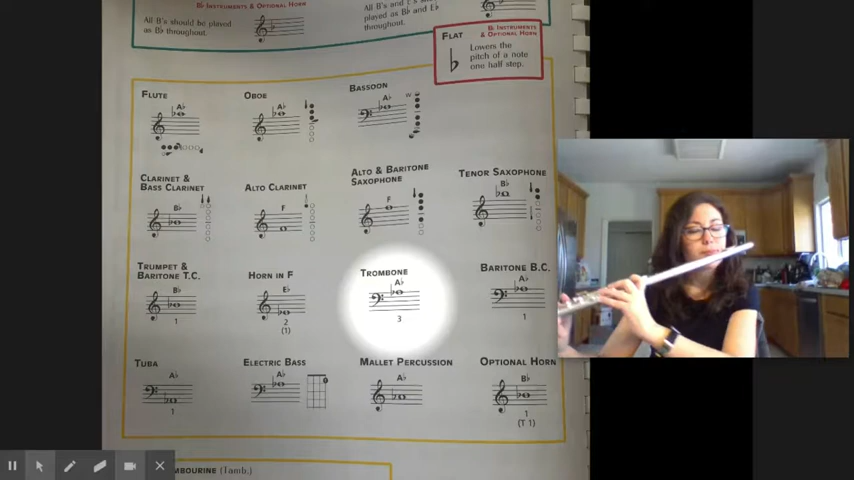 B♭ INSTRUMENTS & OPTIONAL HORN
All B's should be played
as B♭ throughout.
played as B♭ and E♭
throughout.
FLAT
B♭ INSTRUMENTS
& OPTIONAL HORN
♭
Lowers the
pitch of a note
one half step.
FLUTE
A♭
OBOE
A♭
BASSOON
A♭
W
CLARINET &
BASS CLARINET
B♭
ALTO CLARINET
F
ALTO & BARITONE
SAXOPHONE
F
TENOR SAXOPHONE
B♭
TRUMPET &
BARITONE T.C.
B♭
1
HORN IN F
E♭
2
(1)
TROMBONE
A♭
3
BARITONE B.C.
A♭
1
TUBA
A♭
1
ELECTRIC BASS
A♭
MALLET PERCUSSION
A♭
OPTIONAL HORN
B♭
1
(T 1)
(Tamb.)